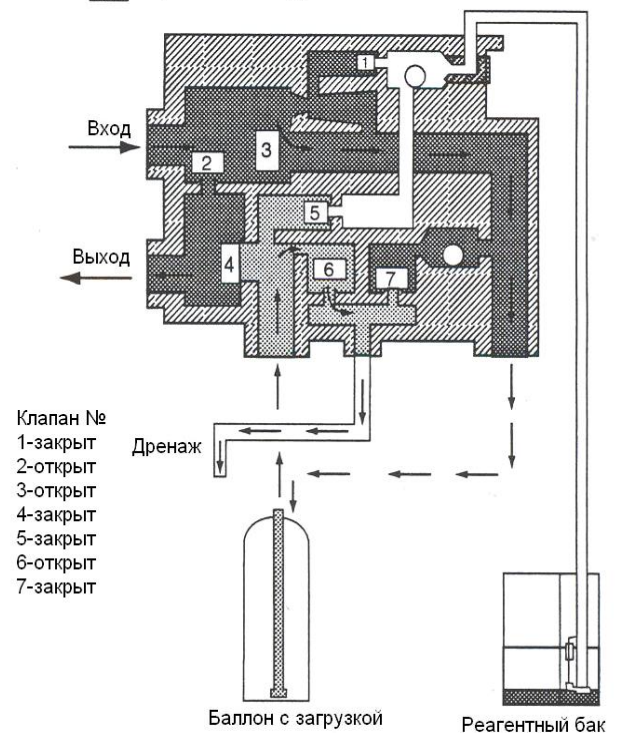 1
Вход
2
3
5
Выход
4
6
7
Клапан №
1-закрыт
2-открыт
3-открыт
4-закрыт
5-закрыт
6-открыт
7-закрыт
Дренаж
Баллон с загрузкой
Реагентный бак